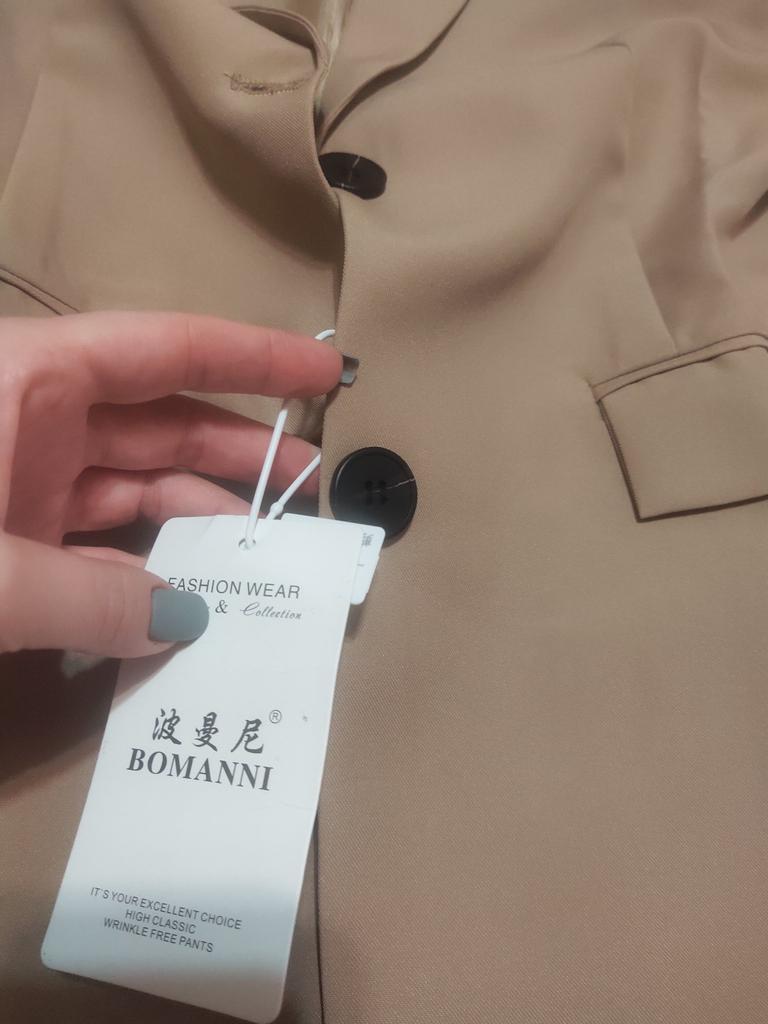 FASHION WEAR
& Collection
波曼尼®
BOMANNI
IT'S YOUR EXCELLENT CHOICE
HIGH CLASSIC
WRINKLE FREE PANTS